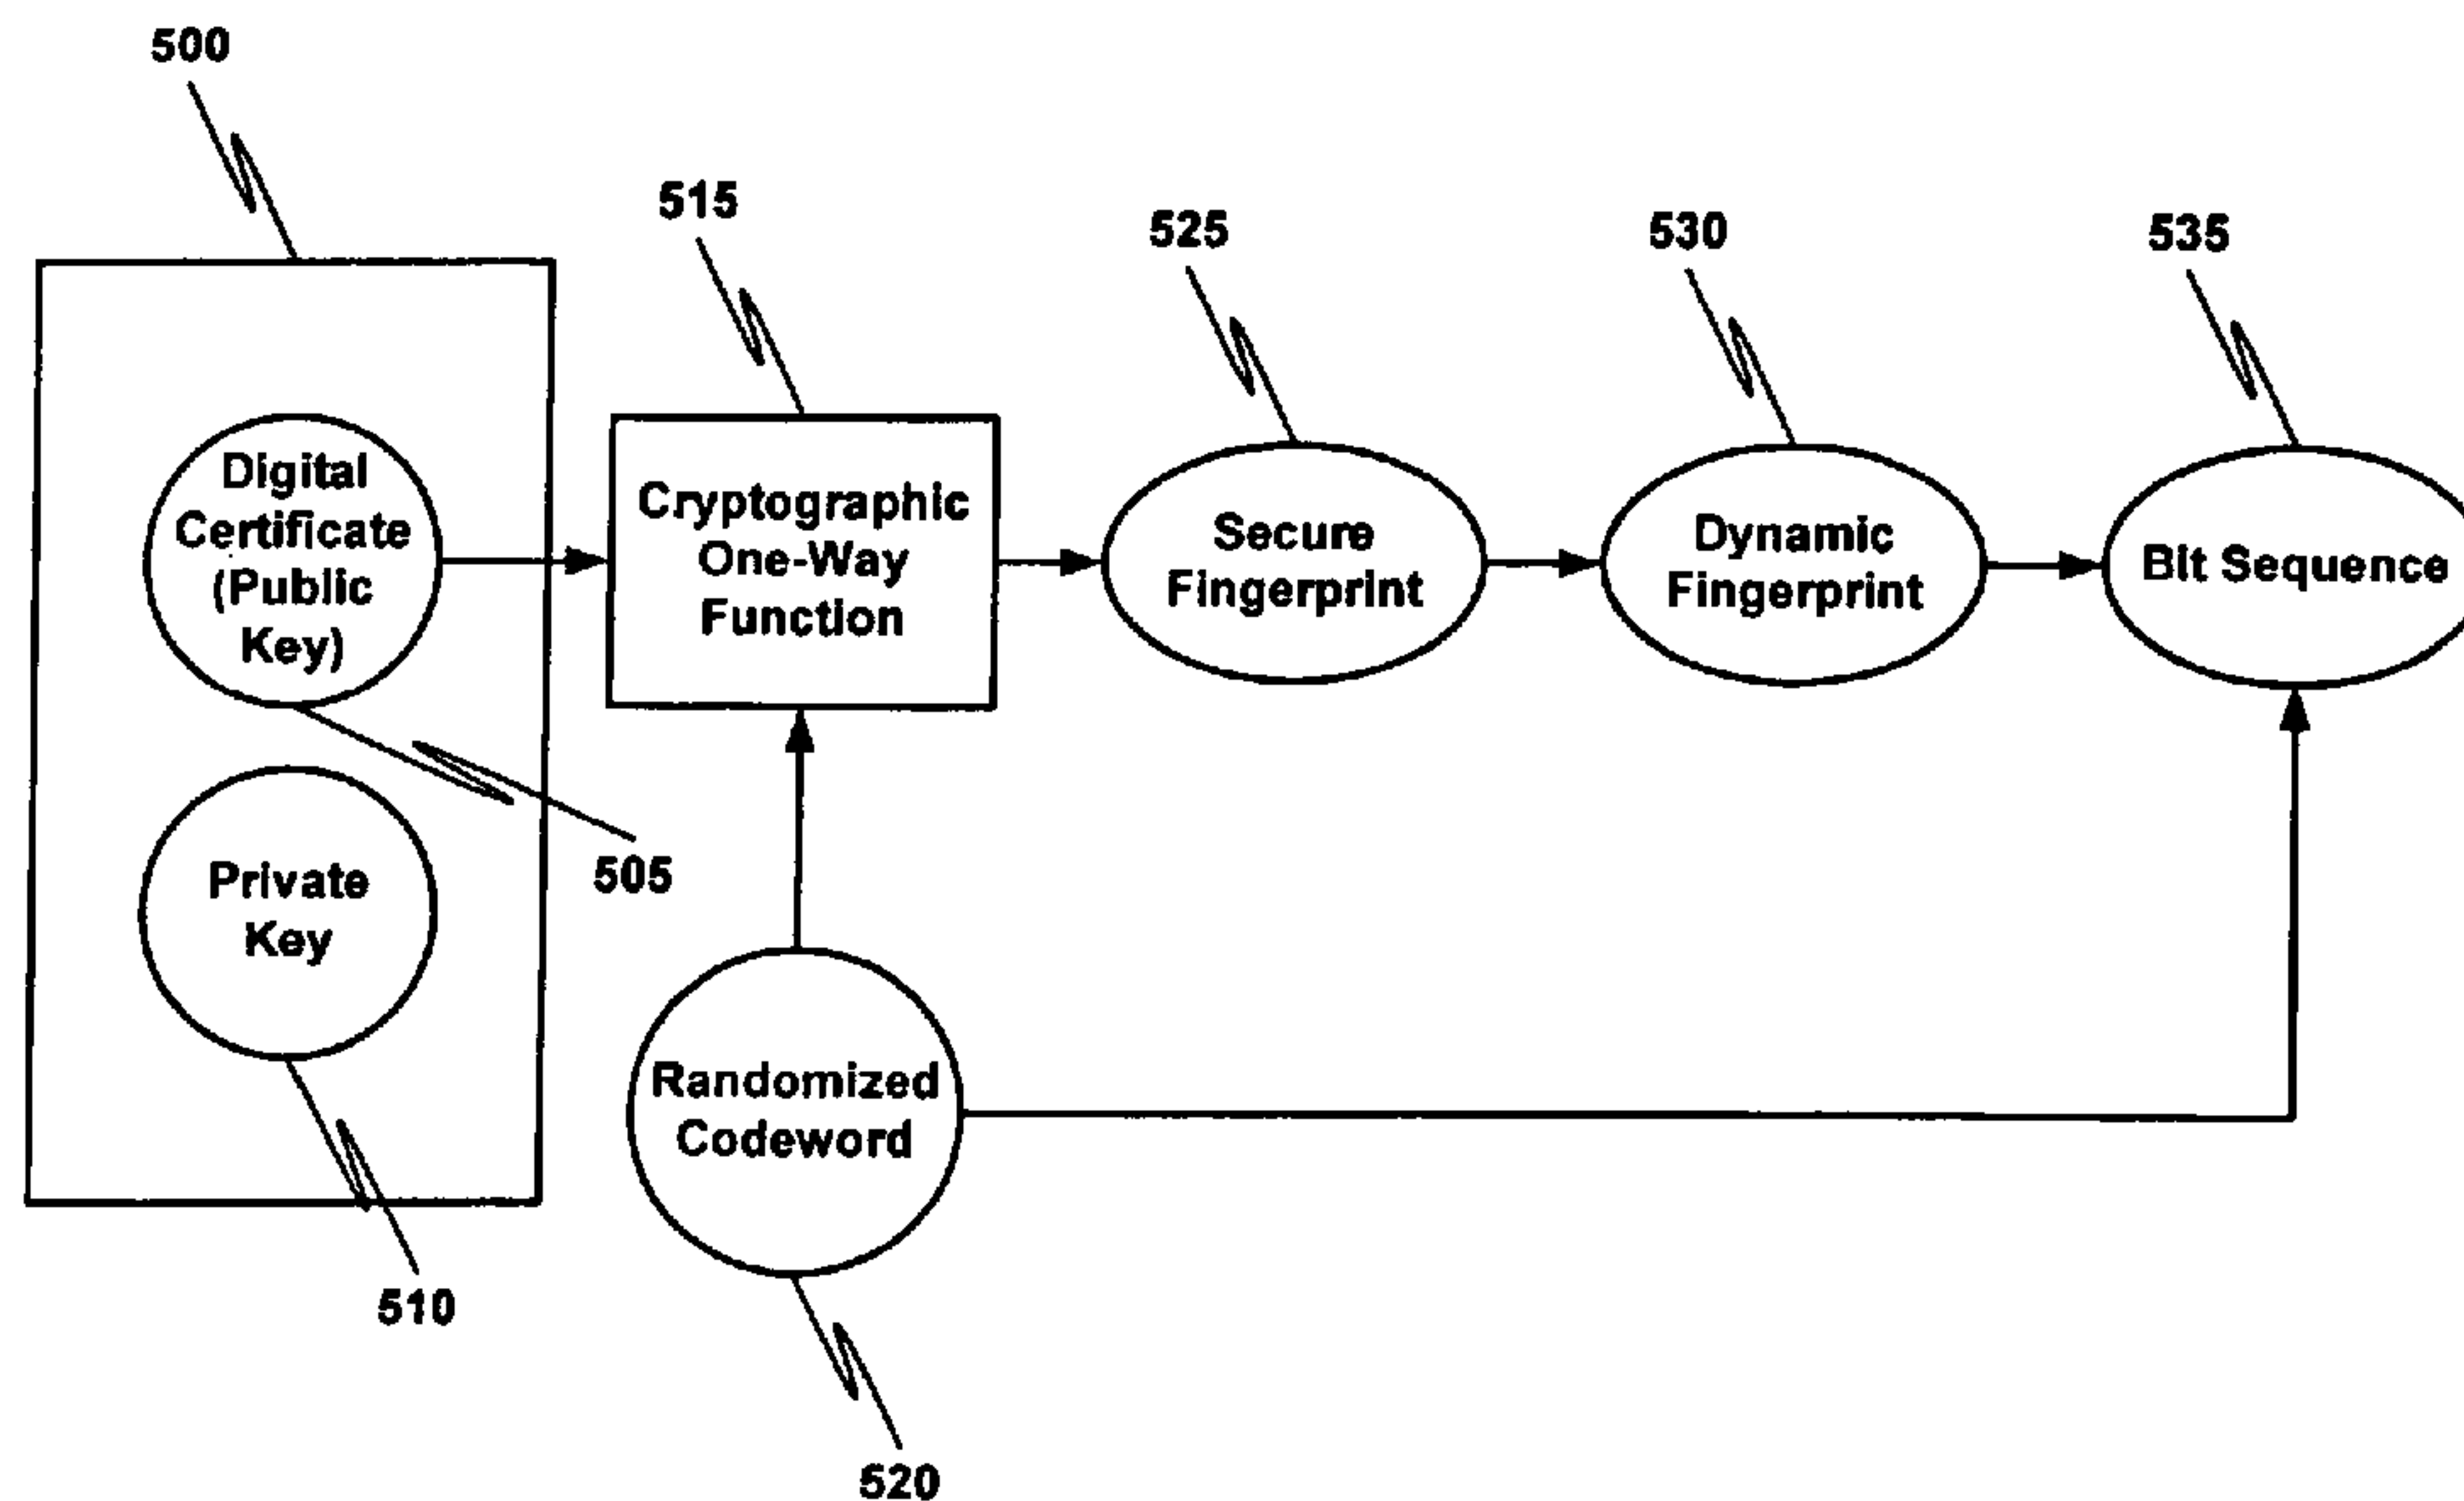 500
515
525
530
535
Digital
Certificate
(Public
Key)
Cryptographic
One-Way
Function
Secure
Fingerprint
Dynamic
Fingerprint
Bit Sequence
505
Private
Key
Randomized
Codeword
510
520